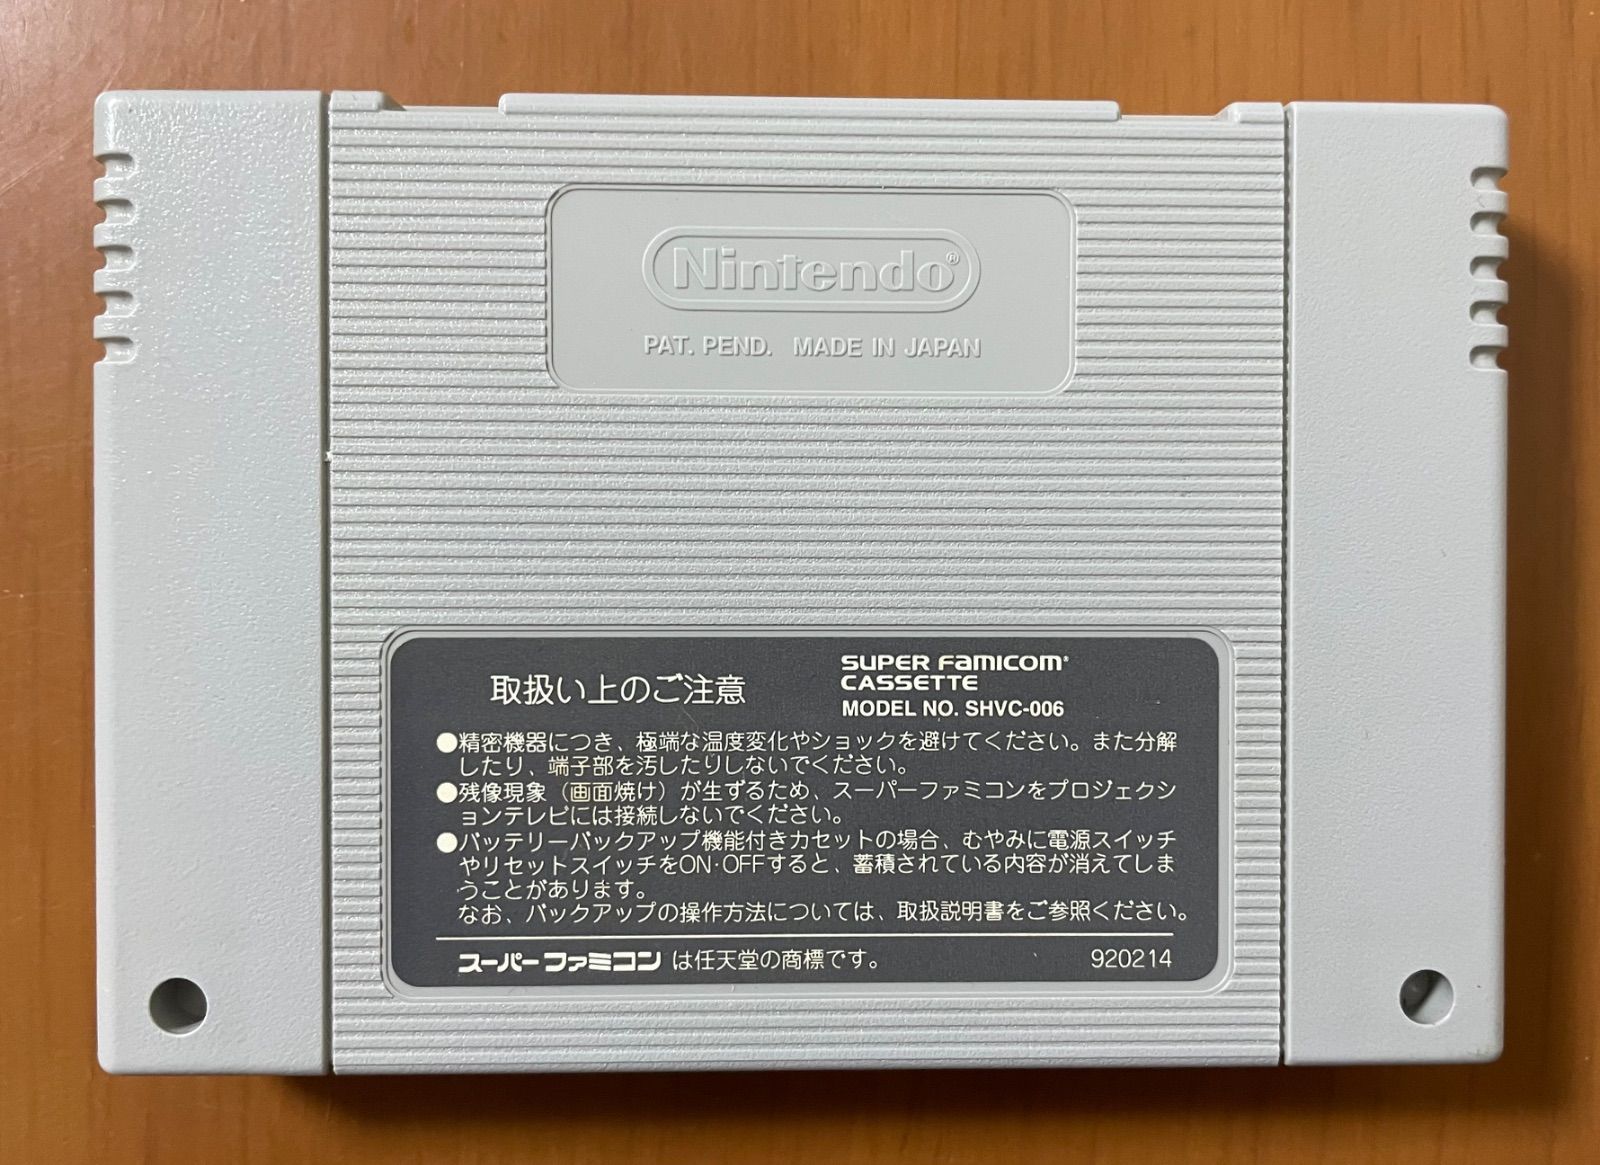 Nintendo®
PAT. PEND. MADE IN JAPAN
取扱い上のご注意
SUPER FAMICOM®
CASSETTE
MODEL NO. SHVC-006
●精密機器につき、極端な温度変化やショックを避けてください。また分解
したり、端子部を汚したりしないでください。
●残像現象（画面焼け）が生ずるため、スーパーファミコンをプロジェクシ
ョンテレビには接続しないでください。
●バッテリーバックアップ機能付きカセットの場合、むやみに電源スイッチ
やリセットスイッチをON・OFFすると、蓄積されている内容が消えてしま
うことがあります。
なお、バックアップの操作方法については、取扱説明書をご参照ください。
スーパーファミコンは任天堂の商標です。 920214